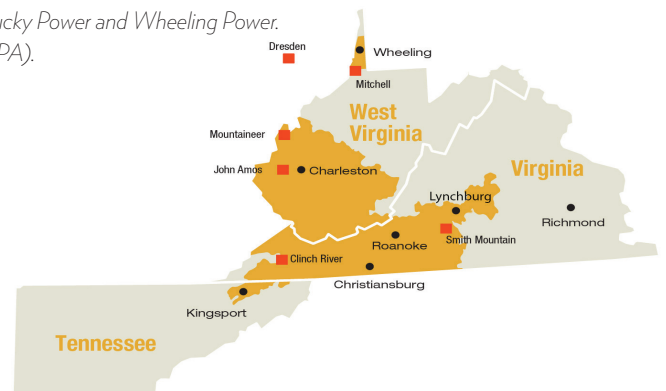 ucky Power and Wheeling Power.
PA).
Dresden
Wheeling
Mitchell
West
Virginia
Mountaineer
John Amos
Charleston
Virginia
Lynchburg
Richmond
Roanoke
Smith Mountain
Clinch River
Christiansburg
Kingsport
Tennessee